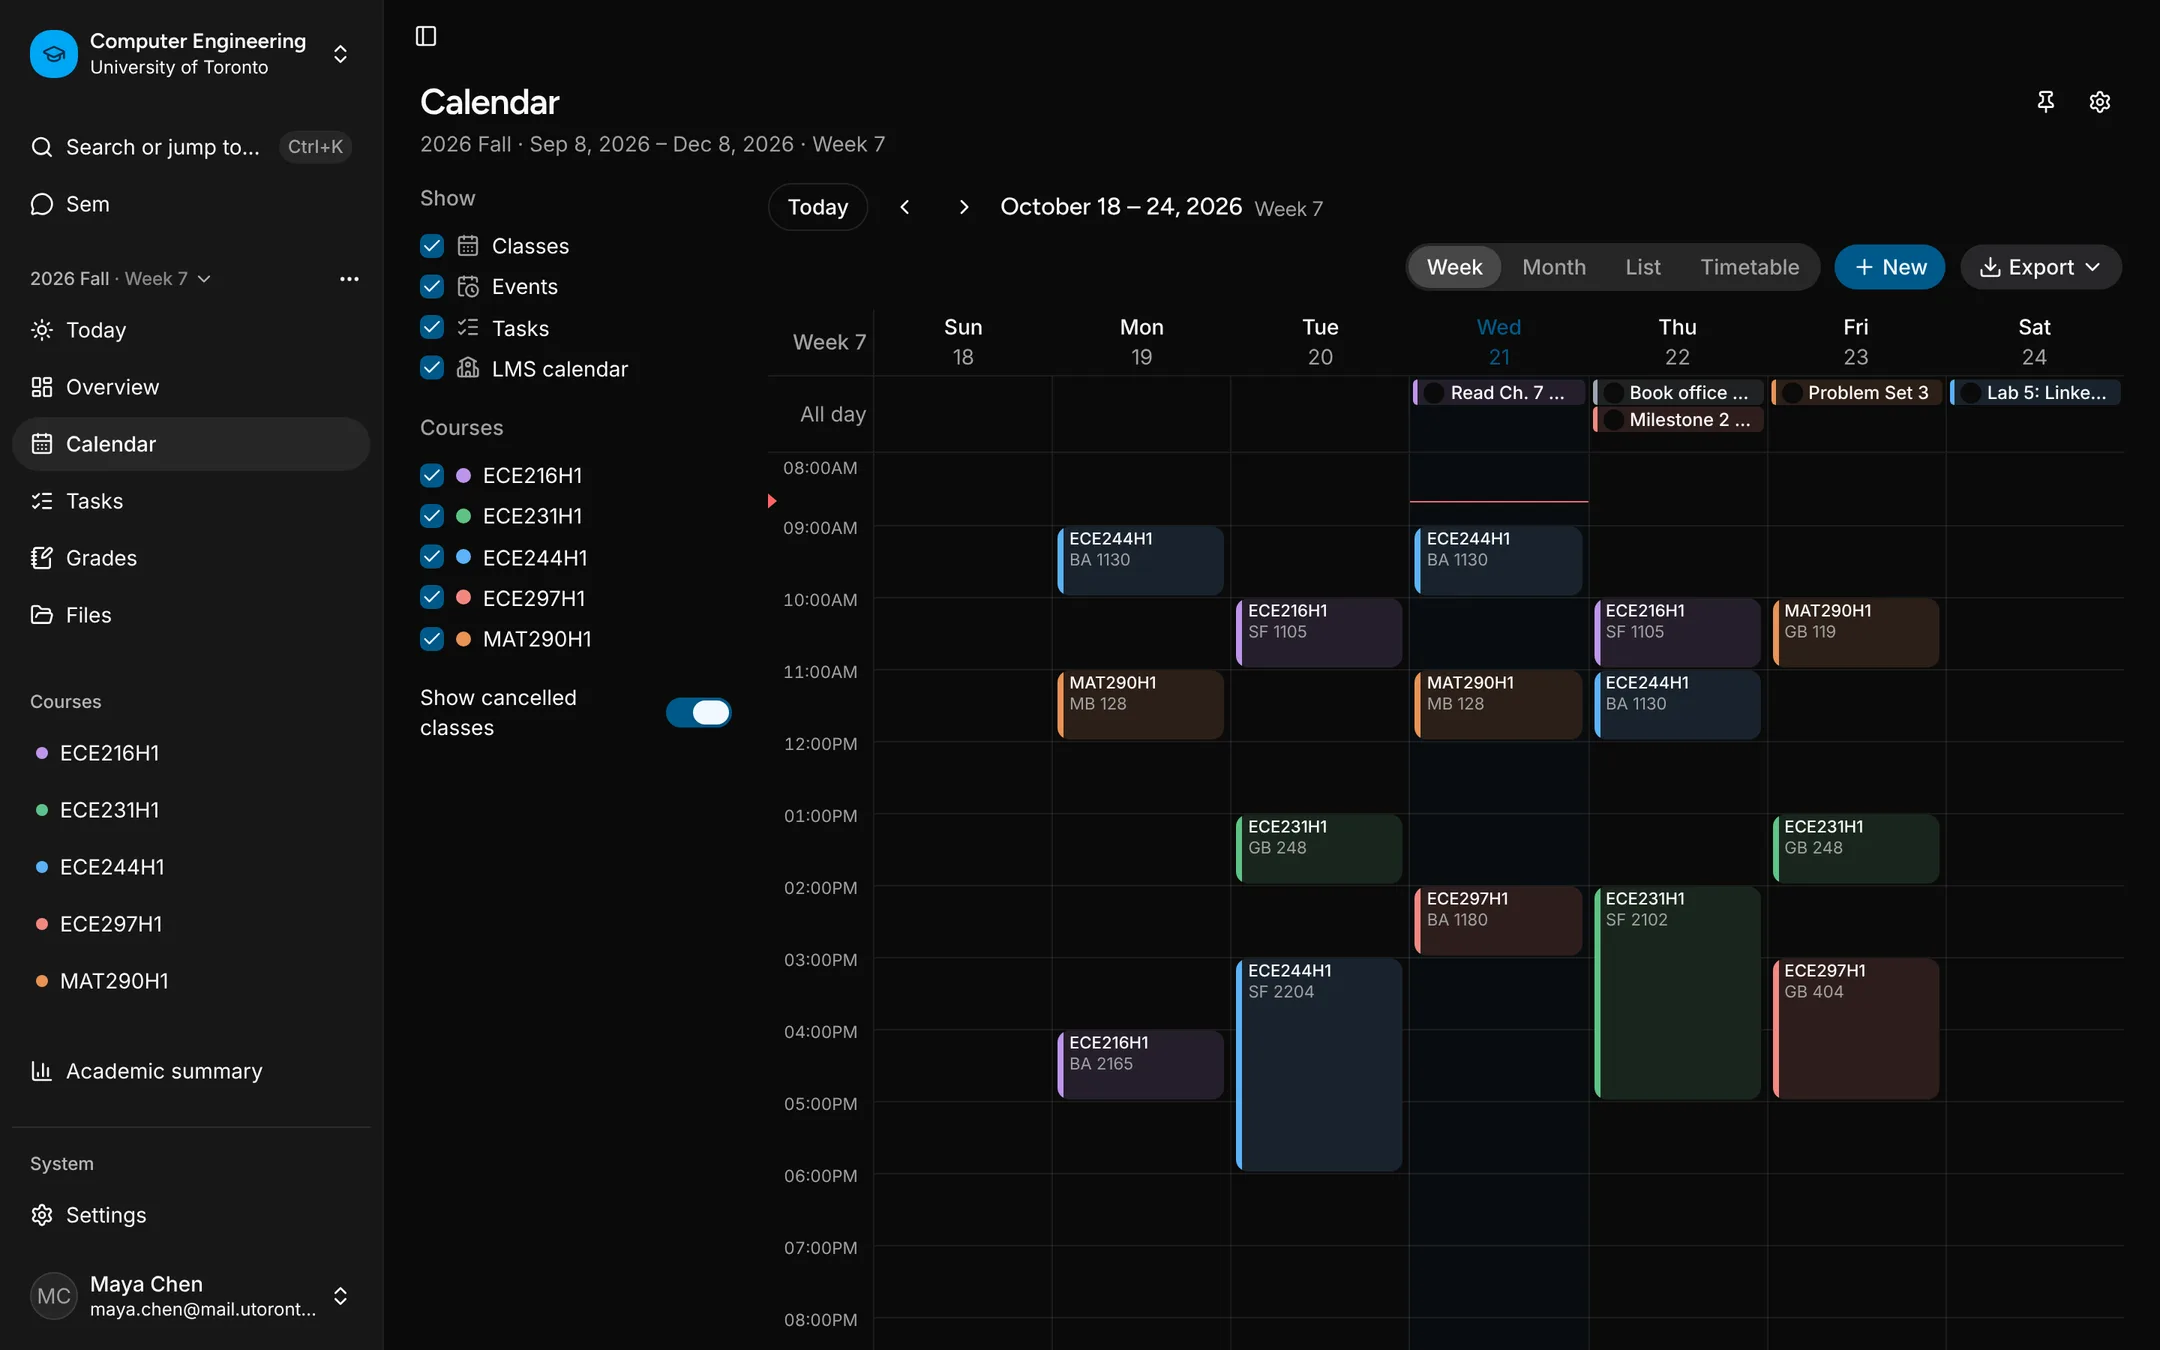 Computer Engineering
University of Toronto
Search or jump to... Ctrl+K
Sem
2026 Fall · Week 7
Today
Overview
Calendar
Tasks
Grades
Files
Courses
ECE216H1
ECE231H1
ECE244H1
ECE297H1
MAT290H1
Academic summary
System
Settings
MC
Maya Chen
maya.chen@mail.utoront...
Calendar
2026 Fall · Sep 8, 2026 – Dec 8, 2026 · Week 7
Show
Classes
Events
Tasks
LMS calendar
Courses
ECE216H1
ECE231H1
ECE244H1
ECE297H1
MAT290H1
Show cancelled
classes
Today October 18 – 24, 2026 Week 7
Week Month List Timetable + New Export
Week 7
Sun
18
Mon
19
Tue
20
Wed
21
Thu
22
Fri
23
Sat
24
All day
Read Ch. 7 ...
Book office ...
Milestone 2 ...
Problem Set 3
Lab 5: Linke...
08:00AM
09:00AM
10:00AM
11:00AM
12:00PM
01:00PM
02:00PM
03:00PM
04:00PM
05:00PM
06:00PM
07:00PM
08:00PM
ECE244H1
BA 1130
MAT290H1
MB 128
ECE216H1
BA 2165
ECE216H1
SF 1105
ECE231H1
GB 248
ECE244H1
SF 2204
ECE244H1
BA 1130
MAT290H1
MB 128
ECE297H1
BA 1180
ECE216H1
SF 1105
ECE244H1
BA 1130
ECE231H1
SF 2102
MAT290H1
GB 119
ECE231H1
GB 248
ECE297H1
GB 404